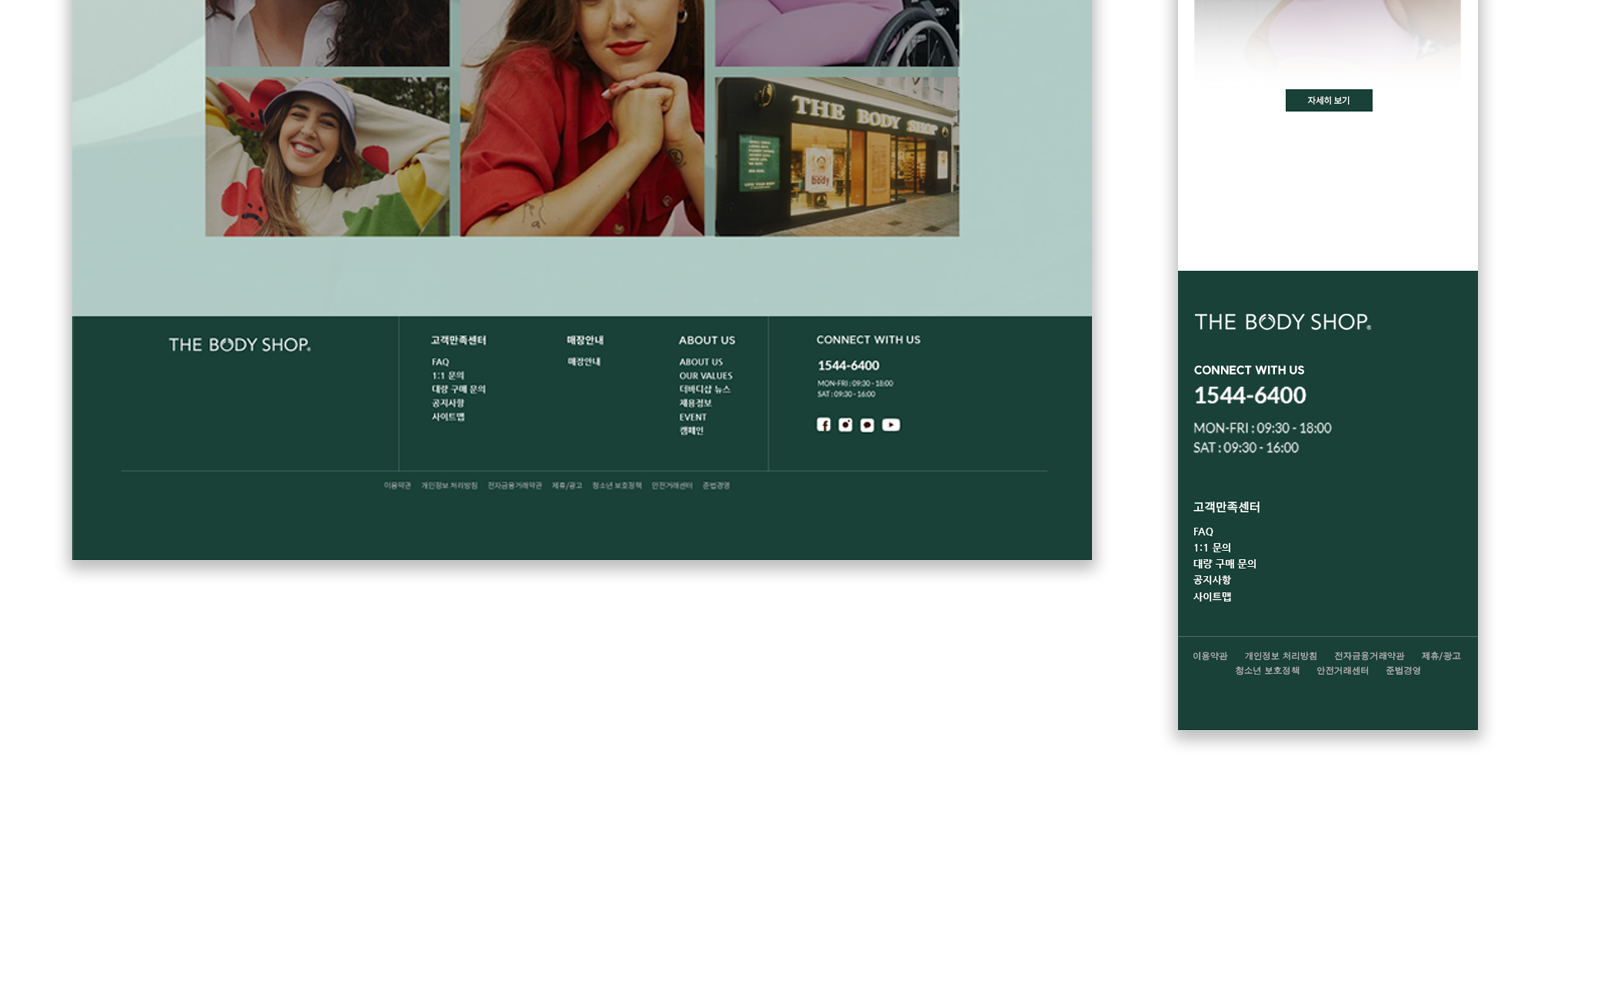 THE BODY SHOP
body
THE BODY SHOP.
고객만족센터
FAQ
1:1 문의
대량 구매 문의
공지사항
사이트맵
매장안내
매장안내
ABOUT US
ABOUT US
OUR VALUES
더바디샵 뉴스
채용정보
EVENT
캠페인
CONNECT WITH US
1544-6400
MON-FRI : 09:30 - 18:00
SAT : 09:30 - 16:00
이용약관 개인정보 처리방침 전자금융거래약관 제휴/광고 청소년 보호정책 안전거래센터 준법경영
자세히 보기
THE BODY SHOP.
CONNECT WITH US
1544-6400
MON-FRI : 09:30 - 18:00
SAT : 09:30 - 16:00
고객만족센터
FAQ
1:1 문의
대량 구매 문의
공지사항
사이트맵
이용약관 개인정보 처리방침 전자금융거래약관 제휴/광고
청소년 보호정책 안전거래센터 준법경영